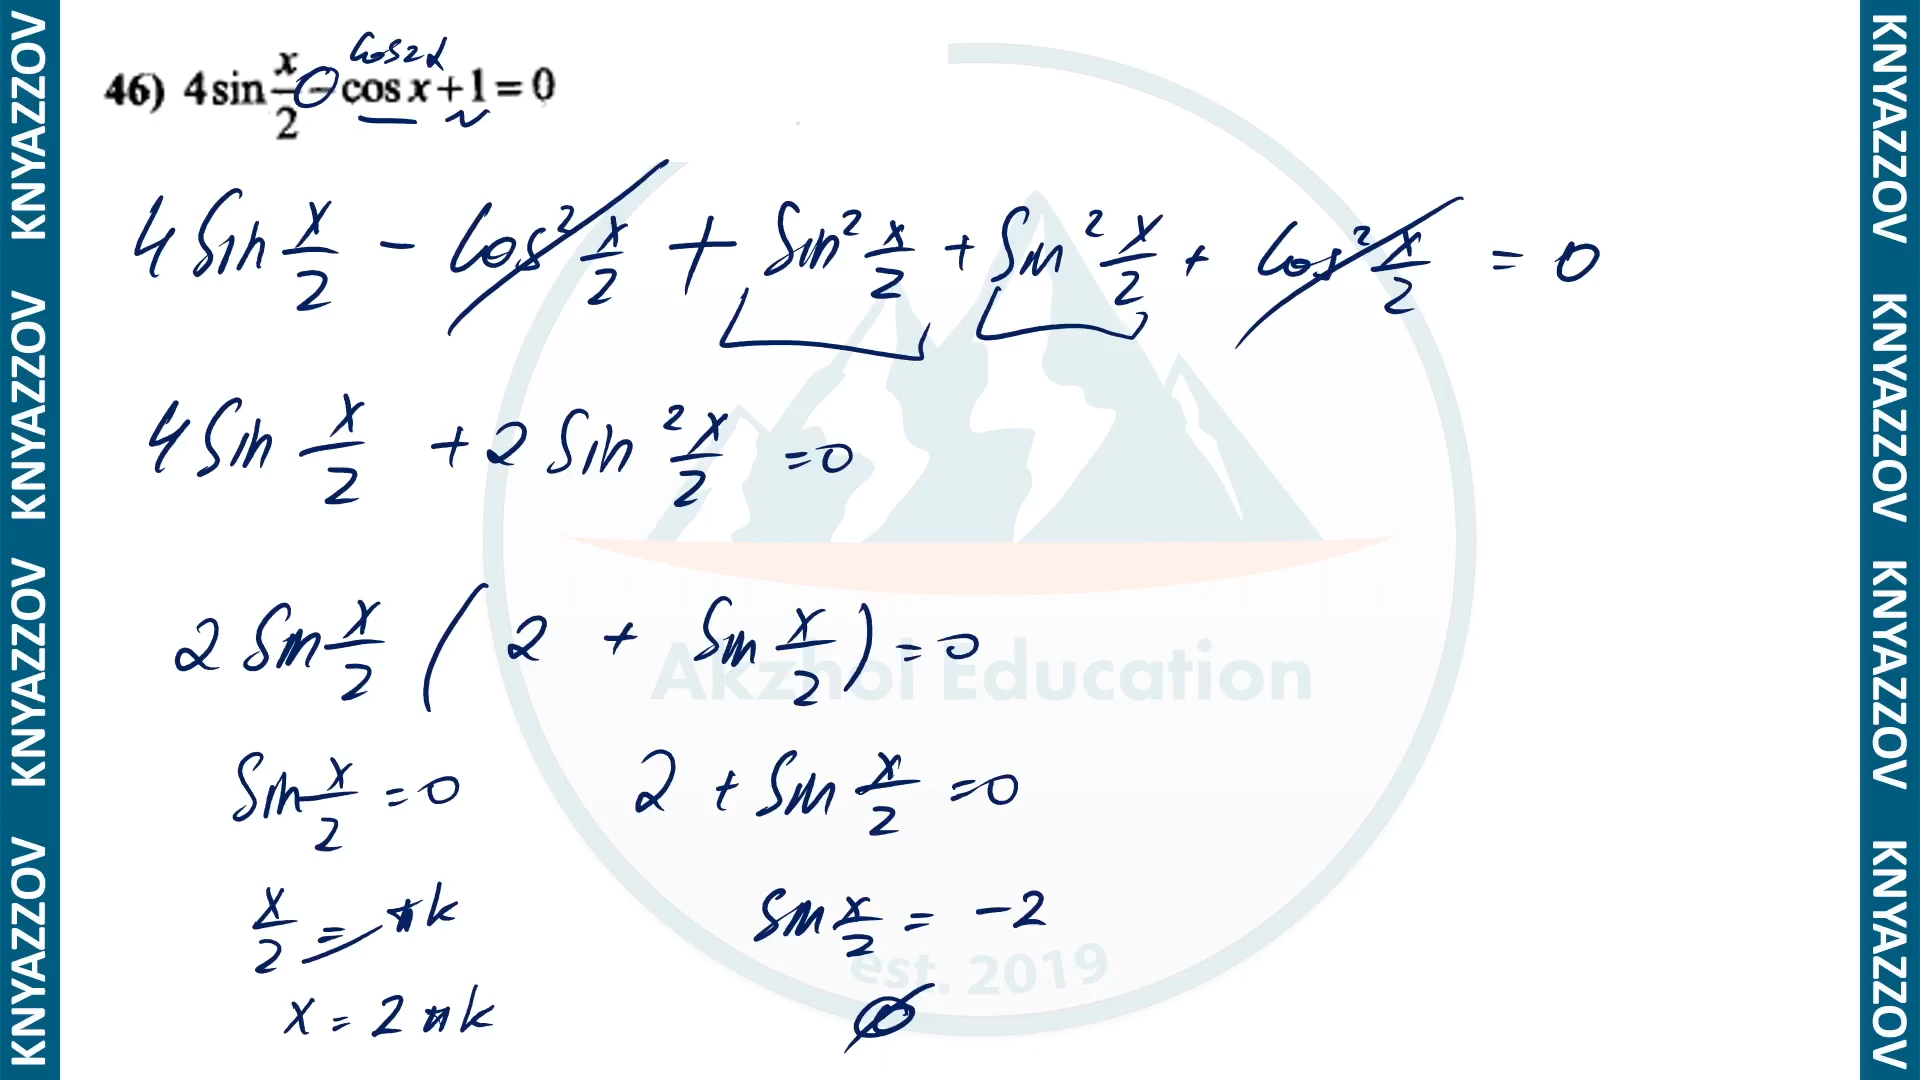 46) 4 sin x/2 - cos x + 1 = 0
cos2α
4 Sin x/2 - Cos² x/2 + Sin² x/2 + Sin² x/2 + Cos² x/2 = 0
4 Sin x/2 + 2 Sin² x/2 = 0
2 Sin x/2 ( 2 + Sin x/2 ) = 0
Sin x/2 = 0
2 + Sin x/2 = 0
x/2 = πk
Sin x/2 = -2
x = 2πk
∅
Akzhol Education
est. 2019
KNYAZZOV KNYAZZOV KNYAZZOV KNYAZZOV
KNYAZZOV KNYAZZOV KNYAZZOV KNYAZZOV